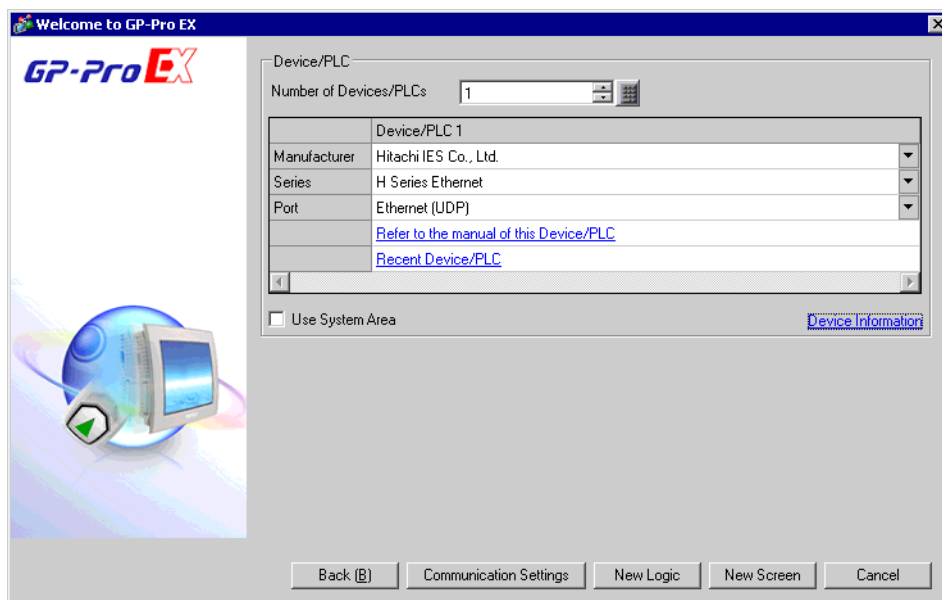 Welcome to GP-Pro EX
GP-Pro EX
Device/PLC
Number of Devices/PLCs 1
Device/PLC 1
Manufacturer Hitachi IES Co., Ltd.
Series H Series Ethernet
Port Ethernet (UDP)
Refer to the manual of this Device/PLC
Recent Device/PLC
Use System Area Device Information
Back (B) Communication Settings New Logic New Screen Cancel